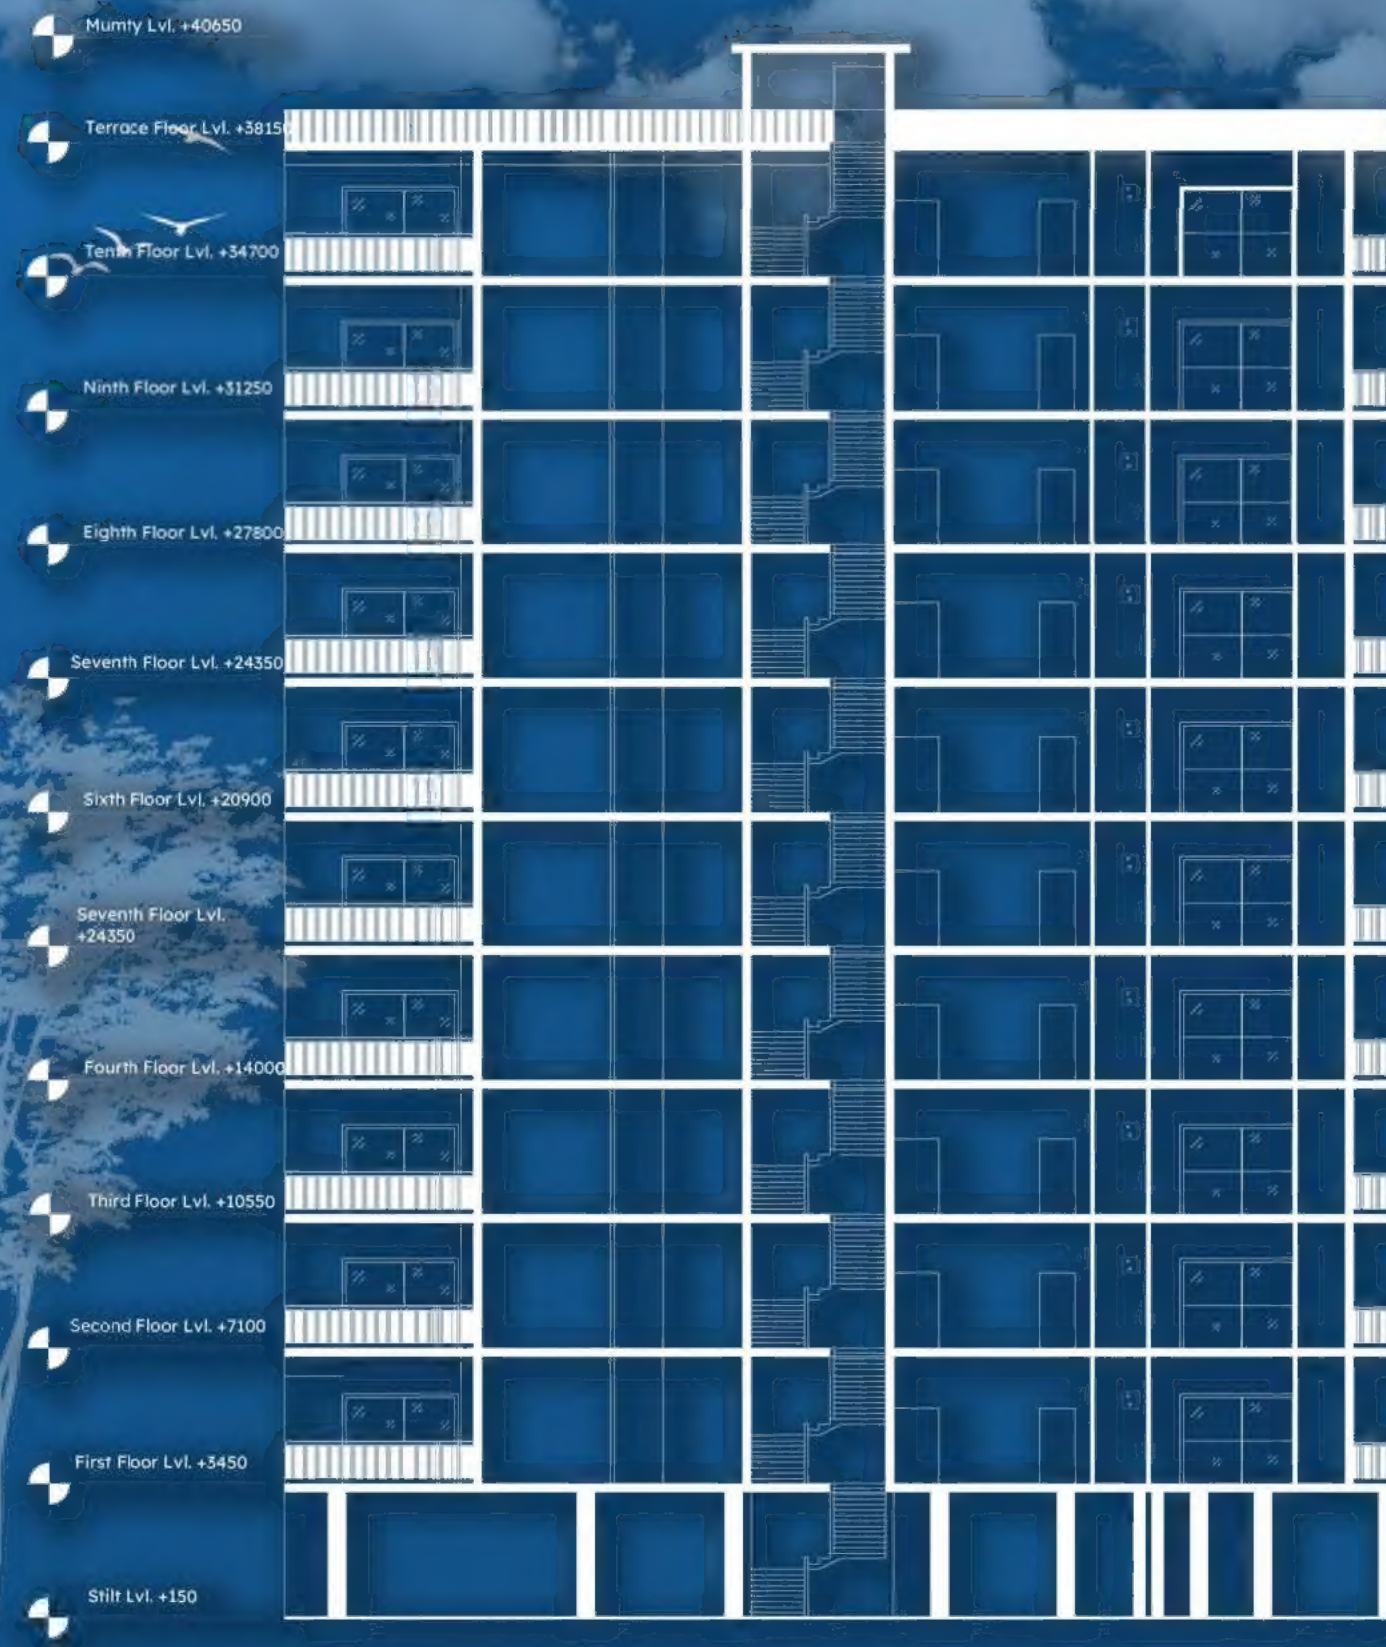 Mumty Lvl. +40650
Terrace Floor Lvl. +38150
Tenth Floor Lvl. +34700
Ninth Floor Lvl. +31250
Eighth Floor Lvl. +27800
Seventh Floor Lvl. +24350
Sixth Floor Lvl. +20900
Seventh Floor Lvl.
+24350
Fourth Floor Lvl. +14000
Third Floor Lvl. +10550
Second Floor Lvl. +7100
First Floor Lvl. +3450
Stilt Lvl. +150